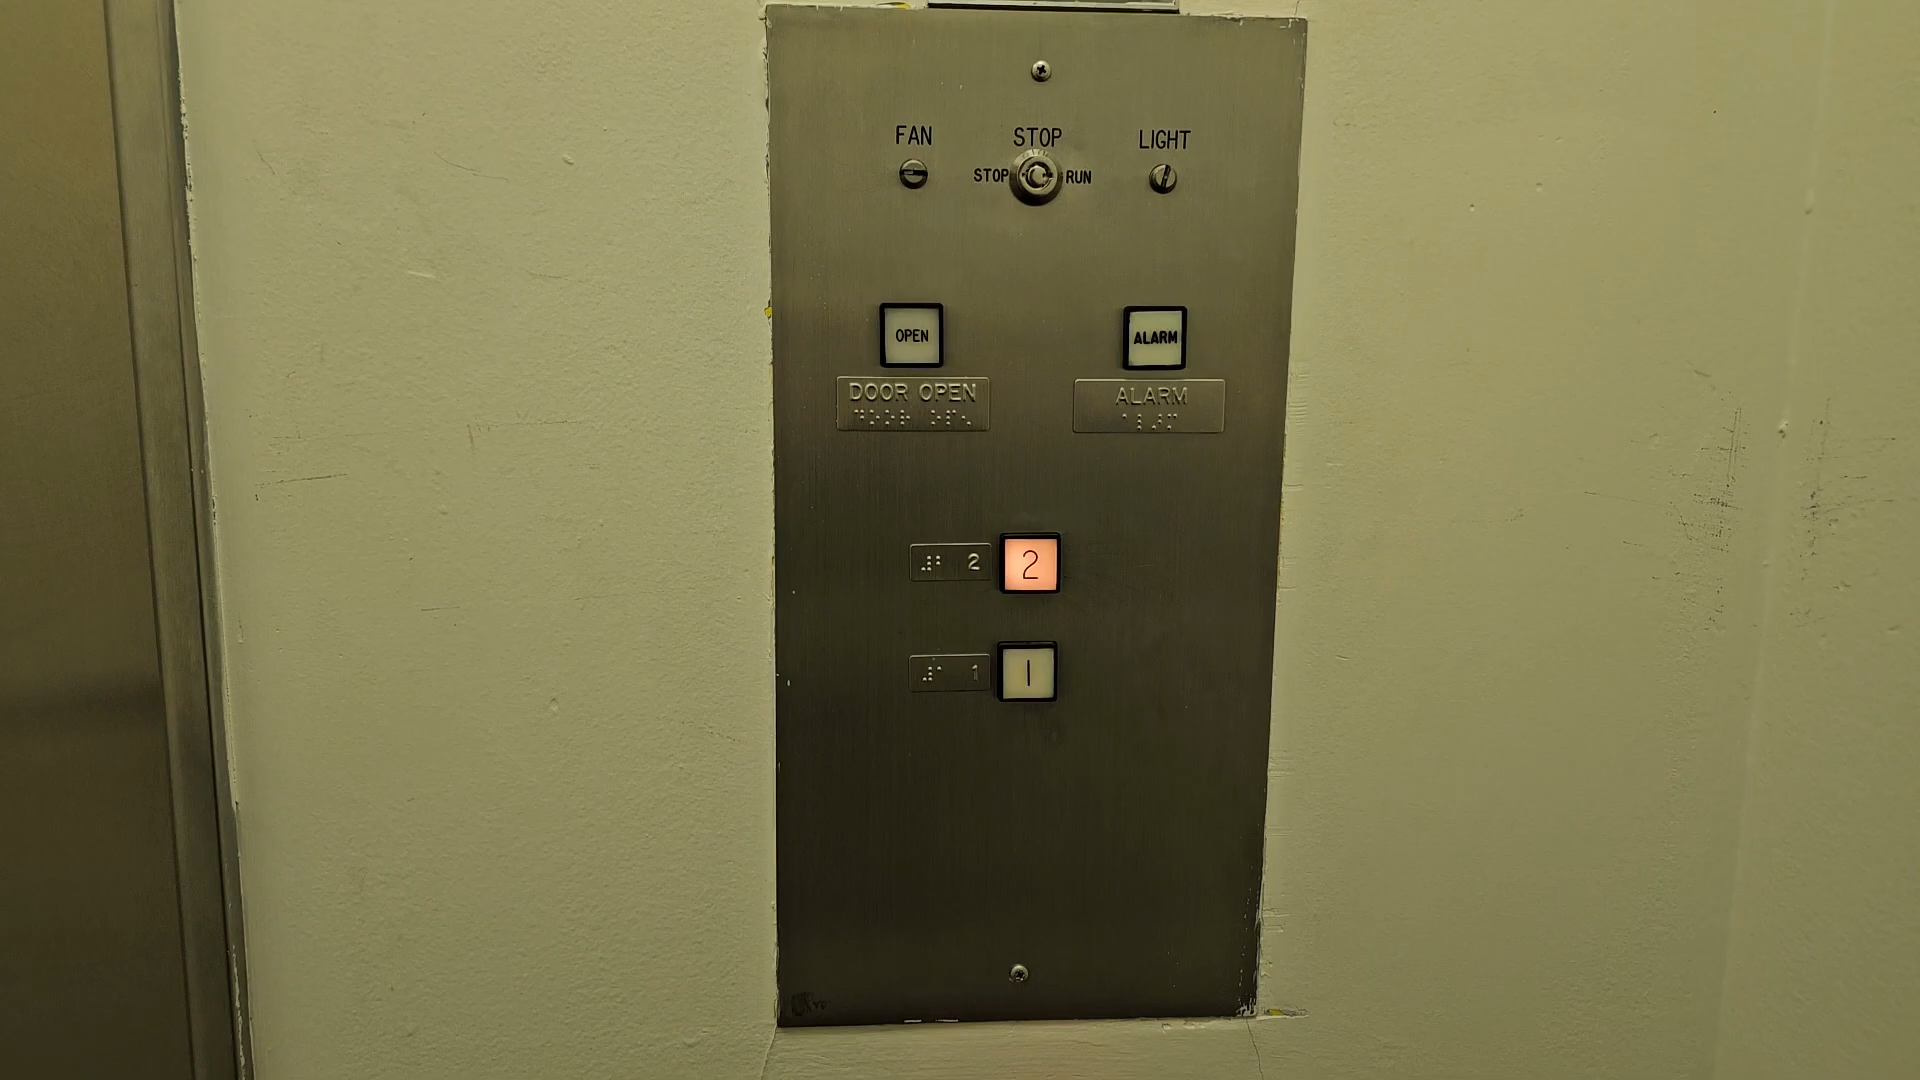 FAN STOP LIGHT
STOP RUN
OPEN ALARM
DOOR OPEN ALARM
2 2
1 1